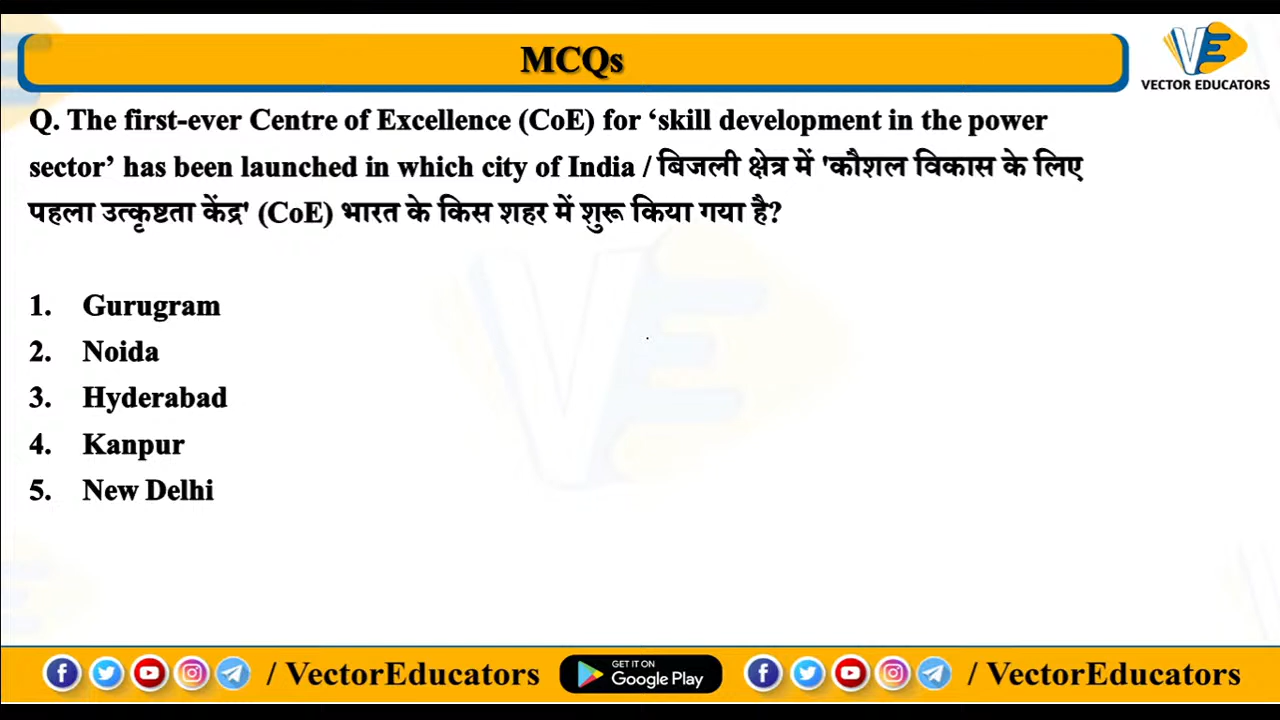 MCQs
VE
VECTOR EDUCATORS
Q. The first-ever Centre of Excellence (CoE) for ‘skill development in the power
sector’ has been launched in which city of India / बिजली क्षेत्र में 'कौशल विकास के लिए
पहला उत्कृष्टता केंद्र' (CoE) भारत के किस शहर में शुरू किया गया है?
1. Gurugram
2. Noida
3. Hyderabad
4. Kanpur
5. New Delhi
/ VectorEducators GET IT ON Google Play / VectorEducators